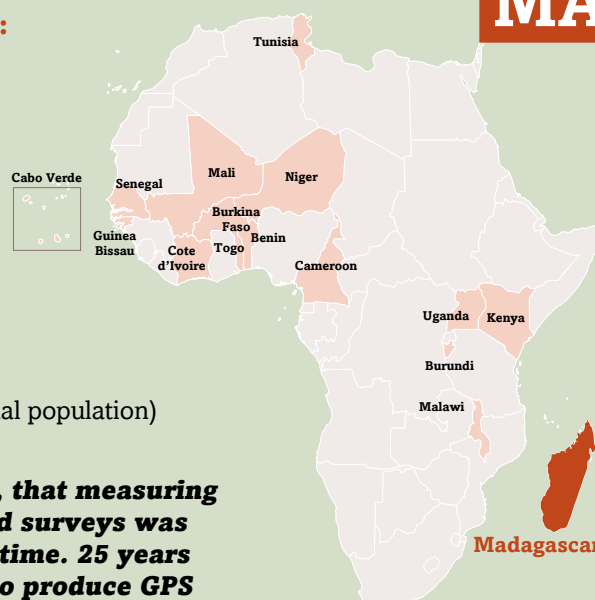 :
MA
Tunisia
Cabo Verde
Senegal
Mali
Niger
Burkina
Faso
Guinea
Bissau
Cote
d'Ivoire
Togo
Benin
Cameroon
Uganda
Kenya
Burundi
Malawi
al population)
, that measuring
d surveys was
time. 25 years
o produce GPS
Madagascar